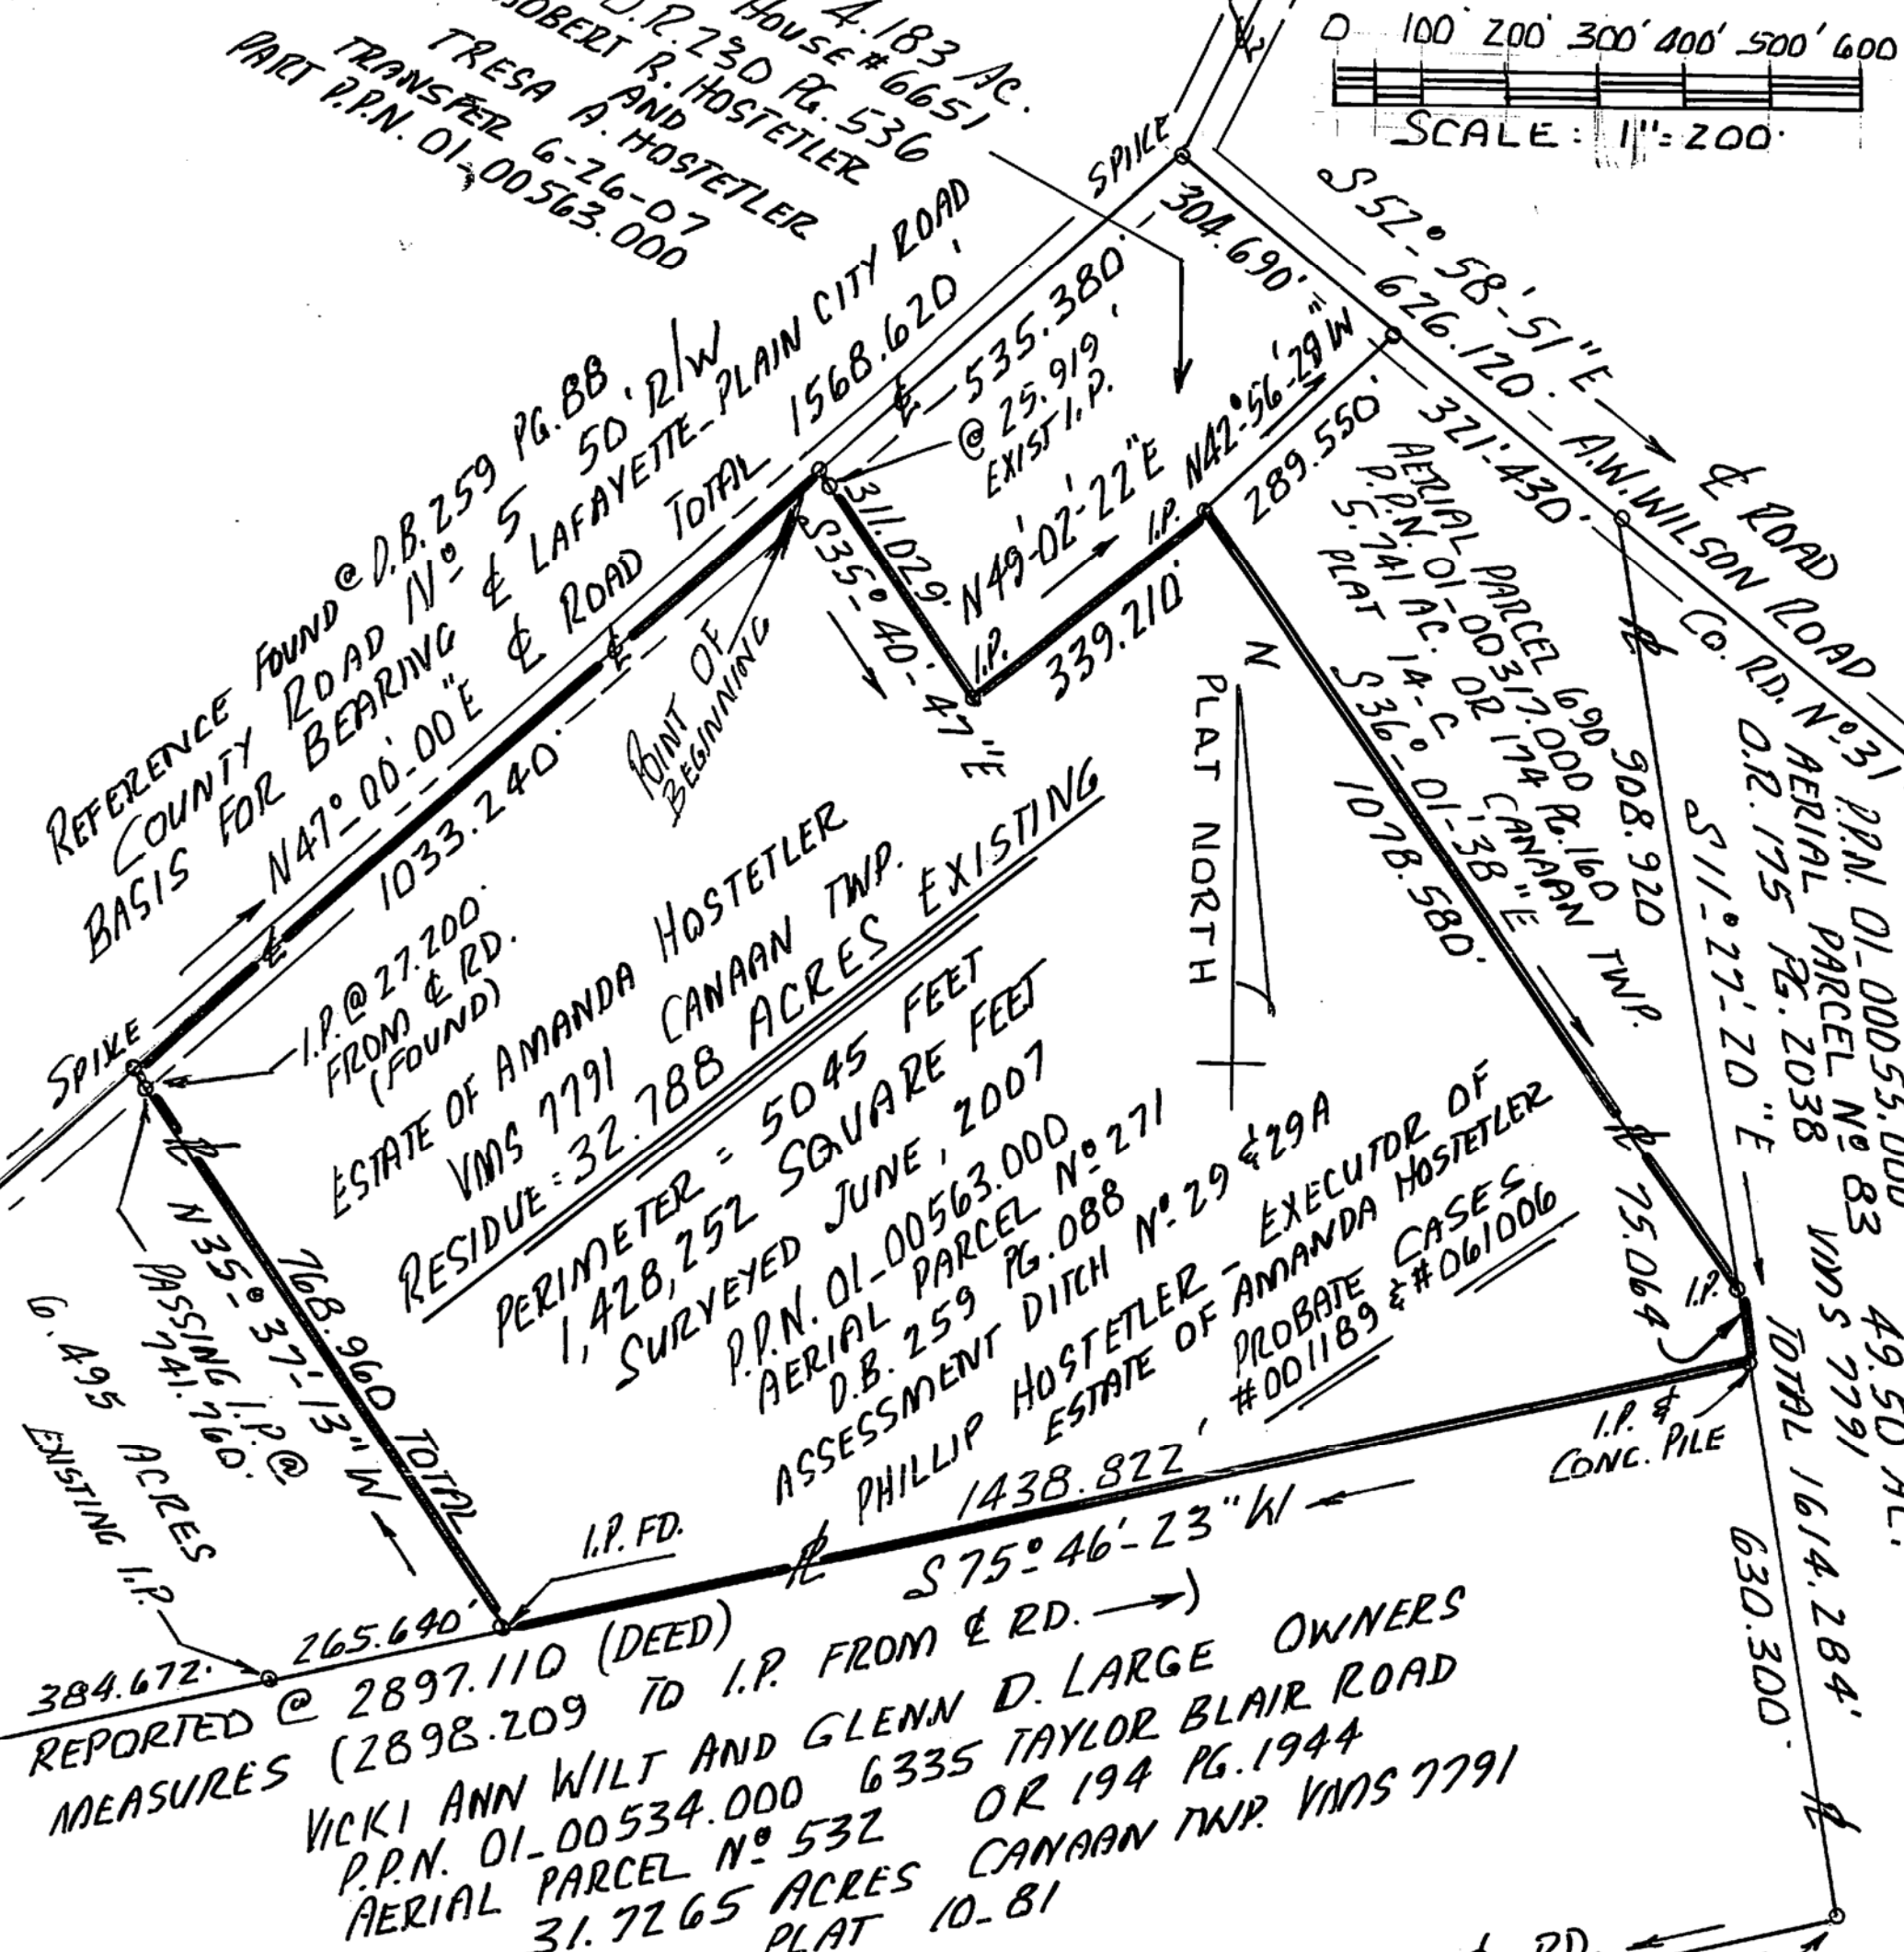 4.183 AC.
HOUSE # 6651
O.R. 230 PG. 536
ROBERT R. HOSTETLER
AND
TRESA A. HOSTETLER
TRANSFER 6-26-07
PART P.P.N. 01-00563.000
0 100' 200' 300' 400' 500' 600
SCALE: 1"=200'
SPIKE
304.690'
S 52°-58'-51"E
626.120'
A.W. WILSON ROAD
₵ ROAD
321.430'
CO. RD. Nº 31
REFERENCE FOUND @ D.B. 259 PG. 88
COUNTY ROAD Nº 5 50' R/W
BASIS FOR BEARING ₵ LAFAYETTE-PLAIN CITY ROAD
N47°-00'-00"E ₵ ROAD TOTAL 1568.620'
535.380'
1033.240'
@ 25.919'
EXIST I.P.
311.029'
S35°-40'-47"E
POINT OF
BEGINNING
N49°-02'-22"E
339.210'
I.P.
I.P.
N42°-56'-29"W
289.550'
AERIAL PARCEL 690
P.P.N. 01-00317.000
5.741 AC. OR 174 PG. 160
PLAT 14-C CANAAN TWP.
S36°-01'-38"E
1078.580'
908.920
S11°-27'-20"E
TOTAL 1614.284'
P.P.N. 01-00055.000 49.50 AC.
AERIAL PARCEL Nº 83 VMS 7791
O.R. 175 PG. 2038
N
PLAT NORTH
SPIKE
I.P. @ 27.200'
FROM ₵ RD.
(FOUND)
ESTATE OF AMANDA HOSTETLER
VMS 7791 CANAAN TWP.
RESIDUE = 32.788 ACRES EXISTING
PERIMETER = 5045 FEET
1,428,252 SQUARE FEET
SURVEYED JUNE, 2007
P.P.N. 01-00563.000
AERIAL PARCEL Nº 271
D.B. 259 PG. 088
ASSESSMENT DITCH Nº 29 & 29A
PHILLIP HOSTETLER - EXECUTOR OF
ESTATE OF AMANDA HOSTETLER
PROBATE CASES
#001189 & #061006
75.064
I.P.
I.P. &
CONC. PILE
630.300'
N35°-37'-13"W
768.960 TOTAL
PASSING I.P. @
741.760'
6.495 ACRES
EXISTING I.P.
I.P. FD.
1438.822'
S75°46'-23"W
265.640'
384.672'
REPORTED @ 2897.110 (DEED)
MEASURES (2898.209 TO I.P. FROM ₵ RD. →)
VICKI ANN WILT AND GLENN D. LARGE OWNERS
P.P.N. 01-00534.000 6335 TAYLOR BLAIR ROAD
AERIAL PARCEL Nº 532 OR 194 PG. 1944
31.7265 ACRES CANAAN TWP. VMS 7791
PLAT 10-81
RD.